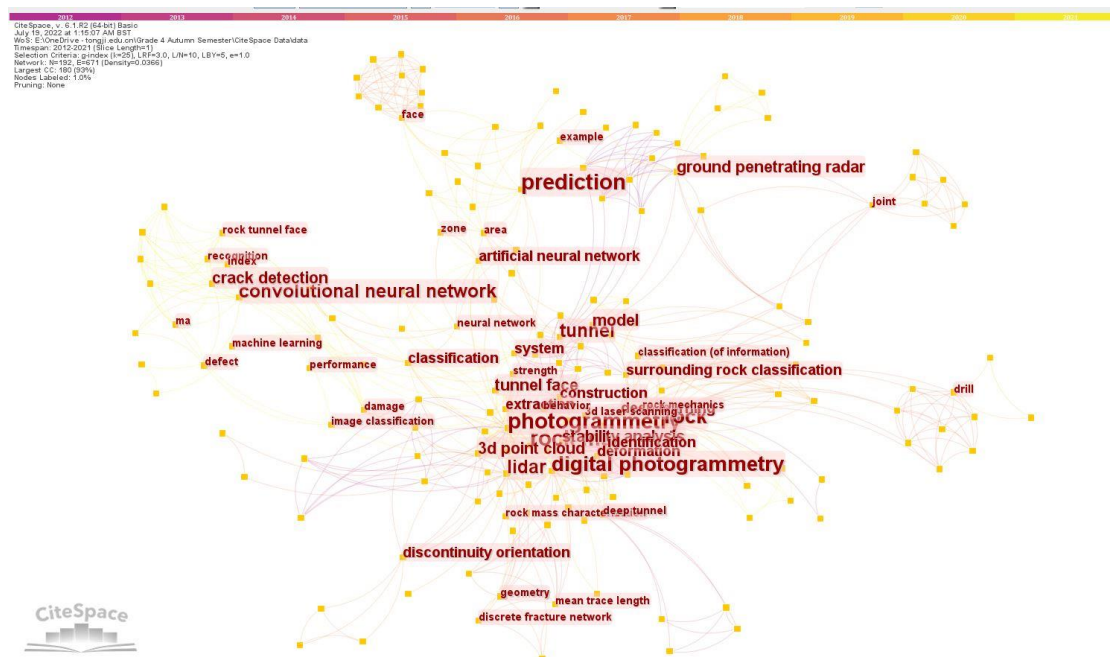 2012 2013 2014 2015 2016 2017 2018 2019 2020 2021
CiteSpace, v. 6.1.R2 (64-bit) Basic
July 19, 2022 at 1:15:07 AM BST
WoS: E:\OneDrive - tongji.edu.cn\Grade 4 Autumn Semester\CiteSpace Data\data
Timespan: 2012-2021 (Slice Length=1)
Selection Criteria: g-index (k=25), LRF=3.0, L/N=10, LBY=5, e=1.0
Network: N=192, E=671 (Density=0.0366)
Largest CC: 180 (93%)
Nodes Labeled: 1.0%
Pruning: None
face
example
prediction
ground penetrating radar
joint
rock tunnel face
zone
area
recognition
index
artificial neural network
crack detection
convolutional neural network
ma
neural network
tunnel
model
machine learning
system
classification (of information)
defect
performance
classification
strength
surrounding rock classification
tunnel face
construction
drill
damage
extraction
behavior
3d laser scanning
rock mechanics
image classification
photogrammetry
rock
stability analysis
identification
3d point cloud
deformation
lidar
digital photogrammetry
rock mass
deep tunnel
discontinuity orientation
geometry
mean trace length
discrete fracture network
CiteSpace